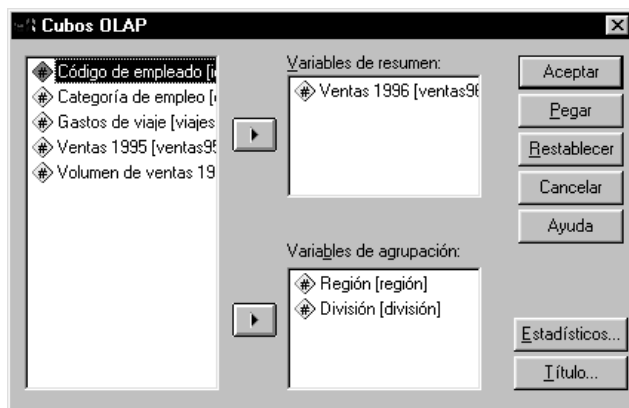 Cubos OLAP
Código de empleado [i
Categoría de empleo [
Gastos de viaje [viajes
Ventas 1995 [ventas95
Volumen de ventas 19
Variables de resumen:
Ventas 1996 [ventas96
Variables de agrupación:
Región [región]
División [división]
Aceptar
Pegar
Restablecer
Cancelar
Ayuda
Estadísticos...
Título...